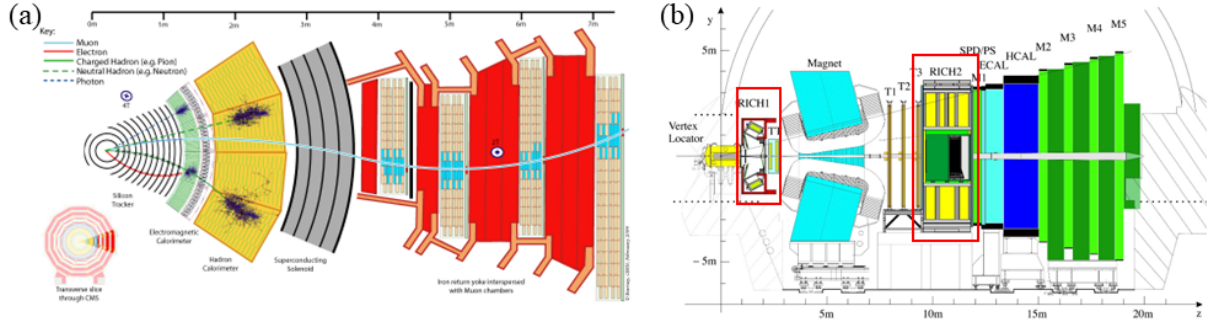 (a)
0m 1m 2m 3m 4m 5m 6m 7m
Key:
Muon
Electron
Charged Hadron (e.g. Pion)
Neutral Hadron (e.g. Neutron)
Photon
4T
Silicon
Tracker
Electromagnetic
Calorimeter
Hadron
Calorimeter
Superconducting
Solenoid
Iron return yoke interspersed
with Muon chambers
Transverse slice
through CMS
(b)
y
5m
Vertex
Locator
RICH1
TT
Magnet
T1
T2
T3
RICH2
SPD/PS
M1
ECAL
HCAL
M2
M3
M4
M5
- 5m
5m 10m 15m 20m z